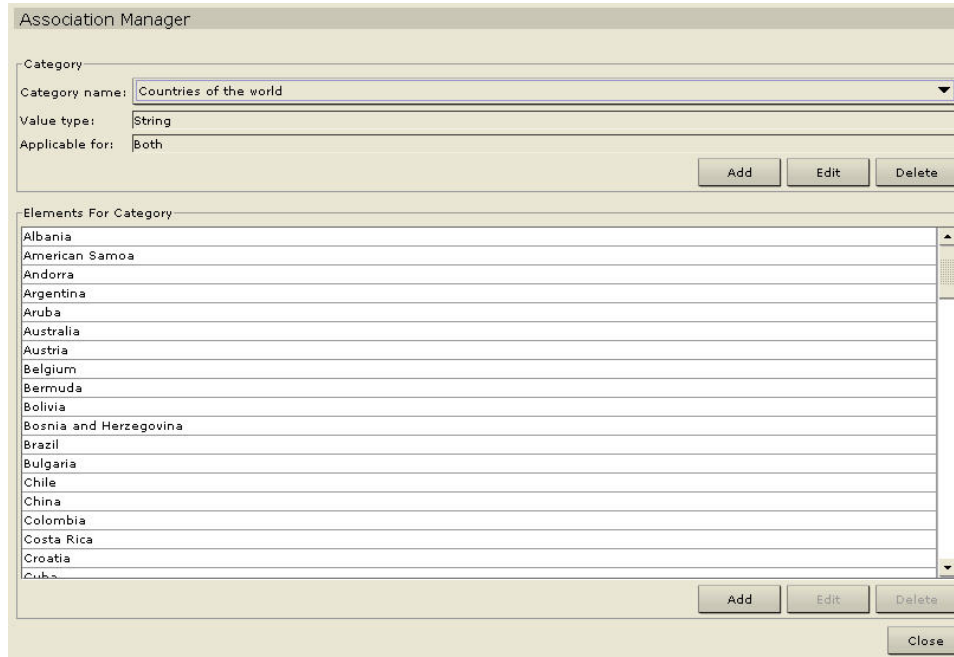 Association Manager
Category
Category name: Countries of the world
Value type: String
Applicable for: Both
Add Edit Delete
Elements For Category
Albania
American Samoa
Andorra
Argentina
Aruba
Australia
Austria
Belgium
Bermuda
Bolivia
Bosnia and Herzegovina
Brazil
Bulgaria
Chile
China
Colombia
Costa Rica
Croatia
Cuba
Add Edit Delete
Close